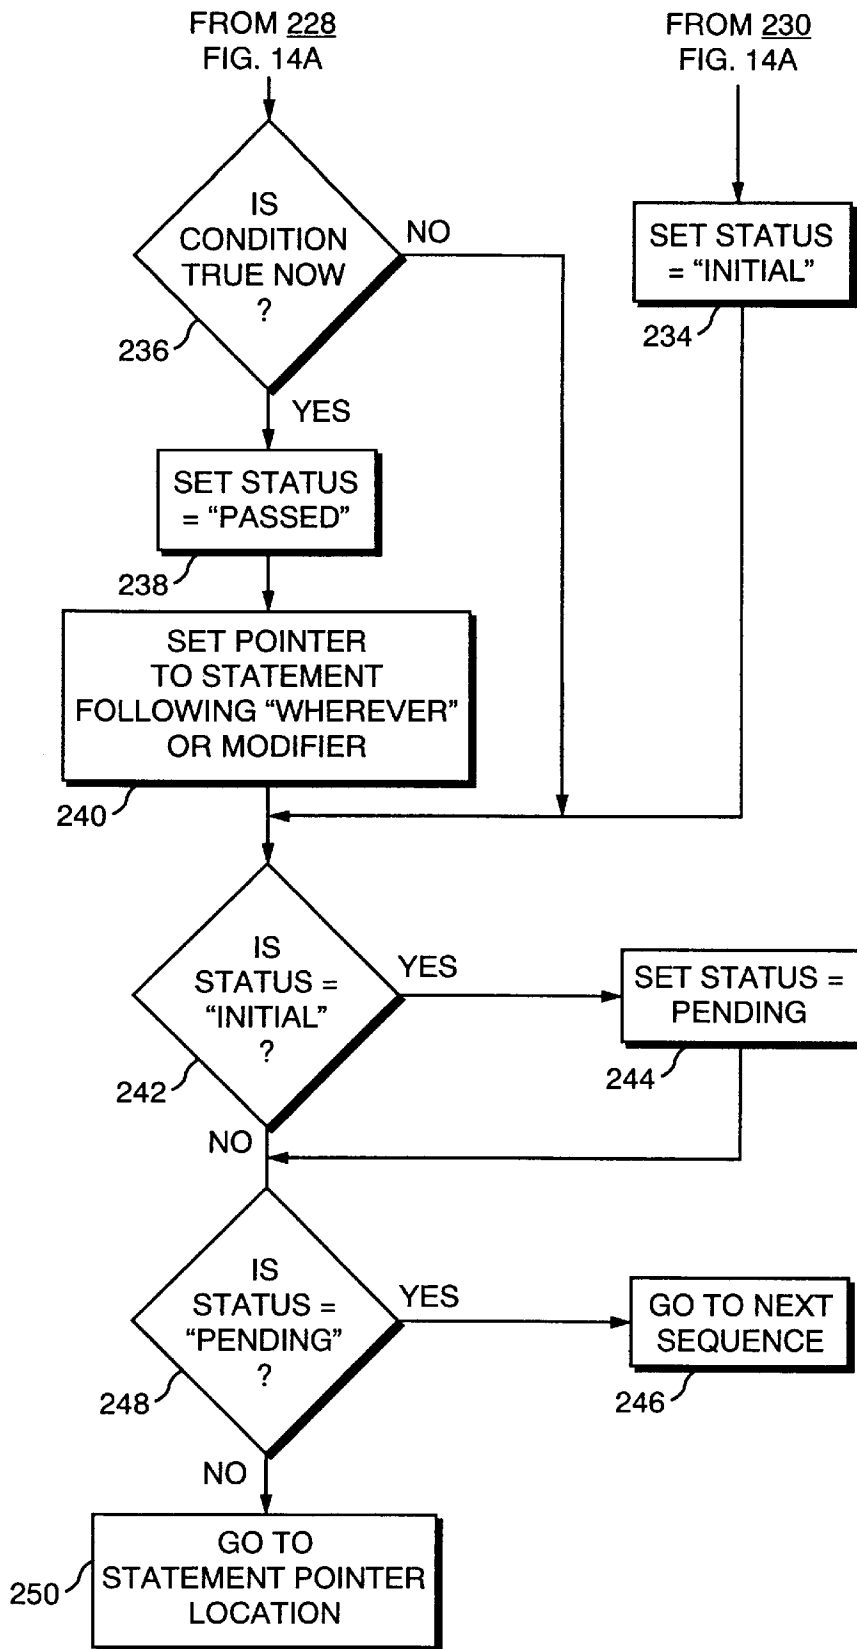 FROM 228
FIG. 14A
FROM 230
FIG. 14A
IS
CONDITION
TRUE NOW
?
NO
236
YES
SET STATUS
= "INITIAL"
234
SET STATUS
= "PASSED"
238
SET POINTER
TO STATEMENT
FOLLOWING "WHEREVER"
OR MODIFIER
240
IS
STATUS =
"INITIAL"
?
YES
242
NO
SET STATUS =
PENDING
244
IS
STATUS =
"PENDING"
?
YES
248
NO
GO TO NEXT
SEQUENCE
246
GO TO
STATEMENT POINTER
LOCATION
250